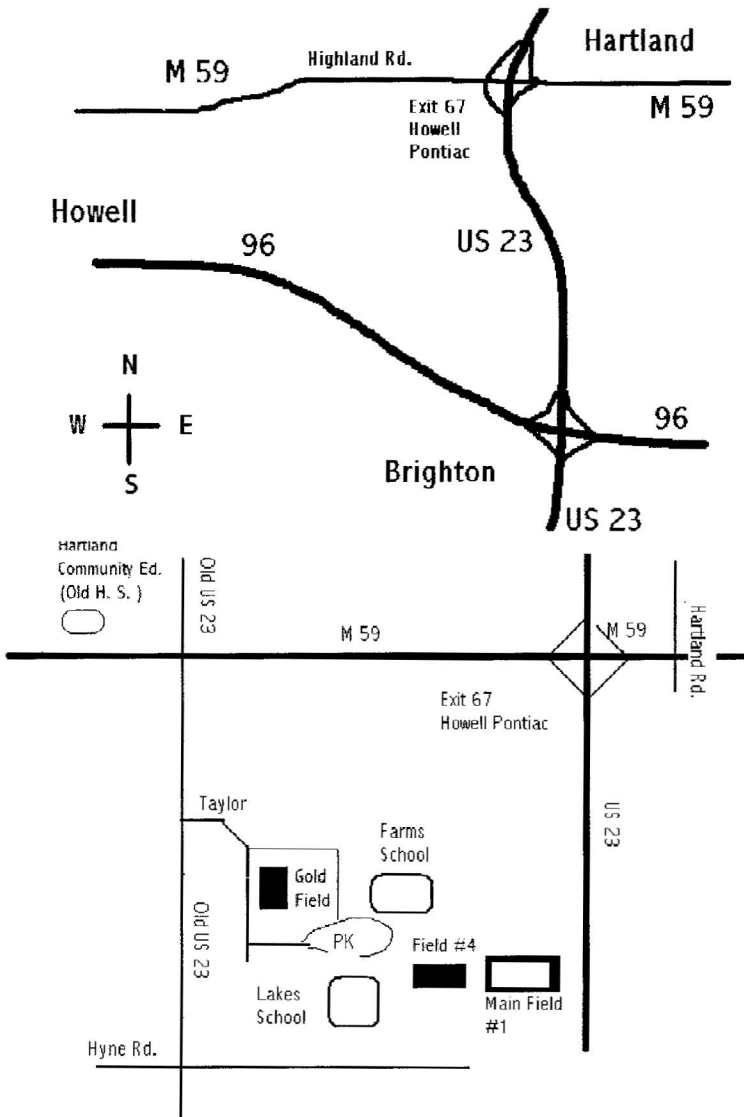 Hartland
Highland Rd.
M 59
M 59
Exit 67
Howell
Pontiac
Howell
96
US 23
N
W
E
S
96
Brighton
US 23
Hartland
Community Ed.
(Old H. S. )
Old US 23
M 59
M 59
Hartland Rd.
Exit 67
Howell Pontiac
Taylor
US 23
Farms
School
Gold
Field
Old US 23
PK
Field #4
Lakes
School
Main Field
#1
Hyne Rd.